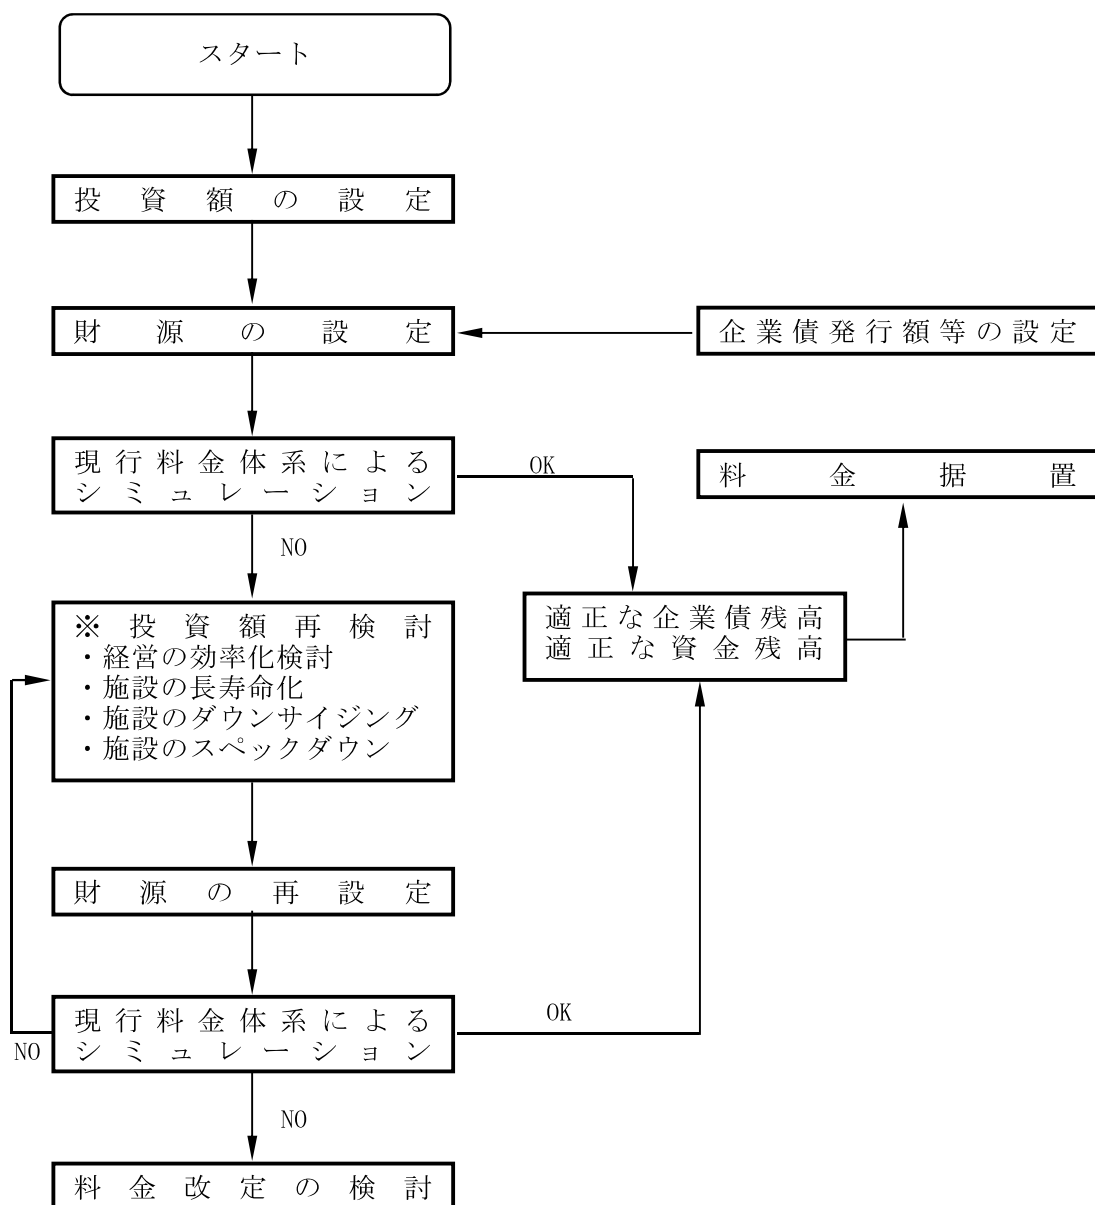 スタート
投資額の設定
財源の設定
企業債発行額等の設定
現行料金体系による
シミュレーション
OK
料金据置
NO
適正な企業債残高
適正な資金残高
※投資額再検討
・経営の効率化検討
・施設の長寿命化
・施設のダウンサイジング
・施設のスペックダウン
財源の再設定
現行料金体系による
シミュレーション
OK
NO
NO
料金改定の検討